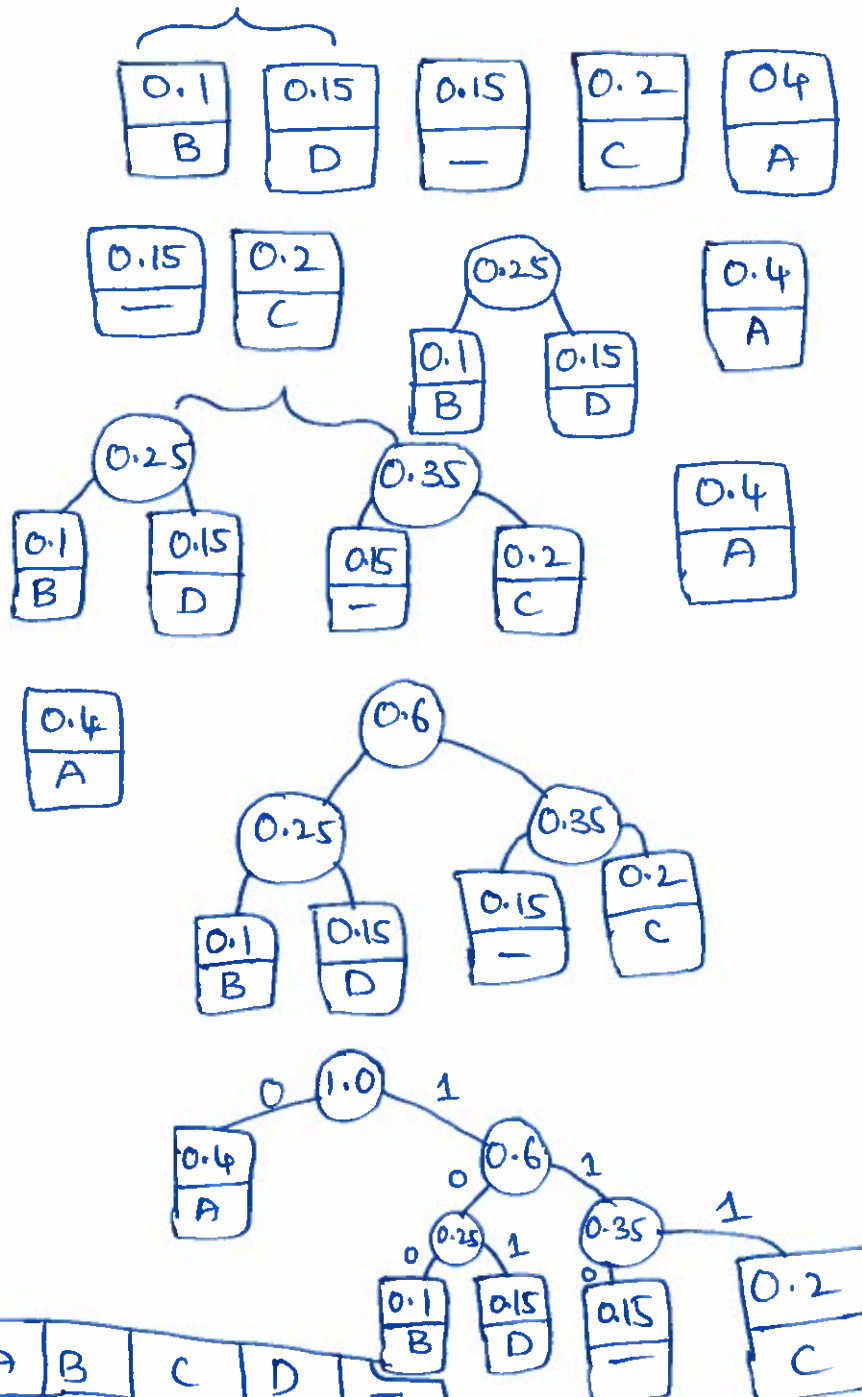 0.1 0.15 0.15 0.2 04
B D — C A
0.15 0.2 0.25 0.4
— C A
0.1 0.15
B D
0.25 0.35 0.4
A
0.1 0.15 0.15 0.2
B D — C
0.4 0.6
A
0.25 0.35
0.1 0.15 0.15 0.2
B D — C
0 1.0 1
0.4 0.6 1
A 0
0.25 0.35 1
0 1 0
0.1 0.15 0.15 0.2
B D — C
A B C D —